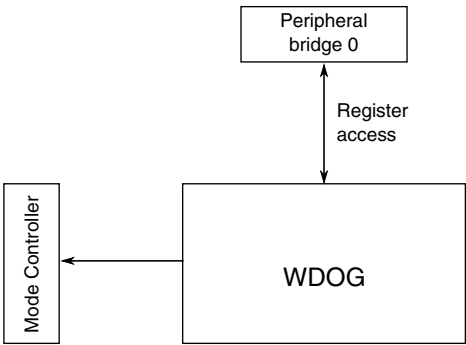 Peripheral
bridge 0
Register
access
Mode Controller
WDOG